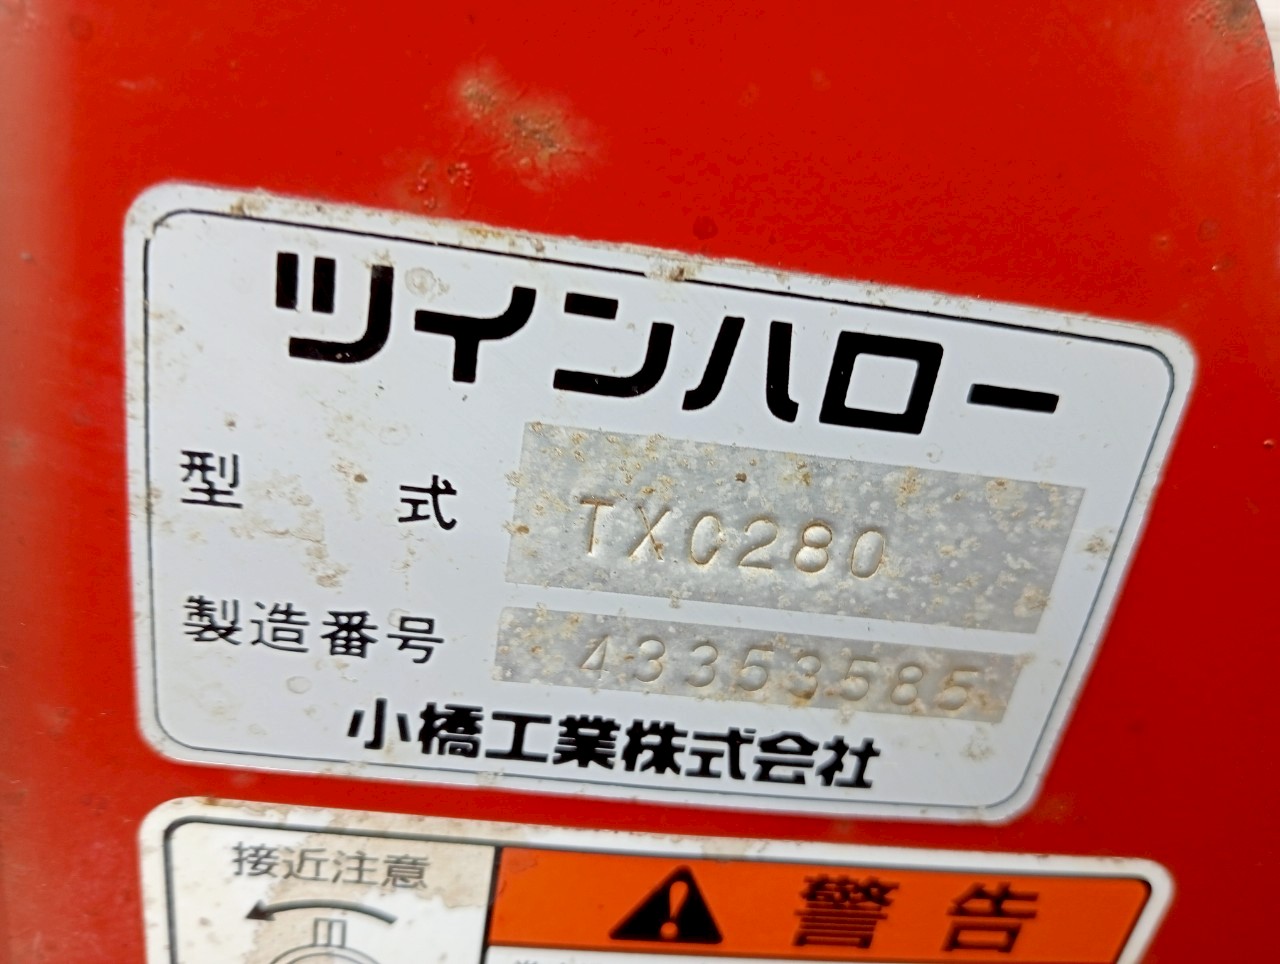 ツインハロー
型式 TXC280
製造番号 43353585
小橋工業株式会社
接近注意
警告